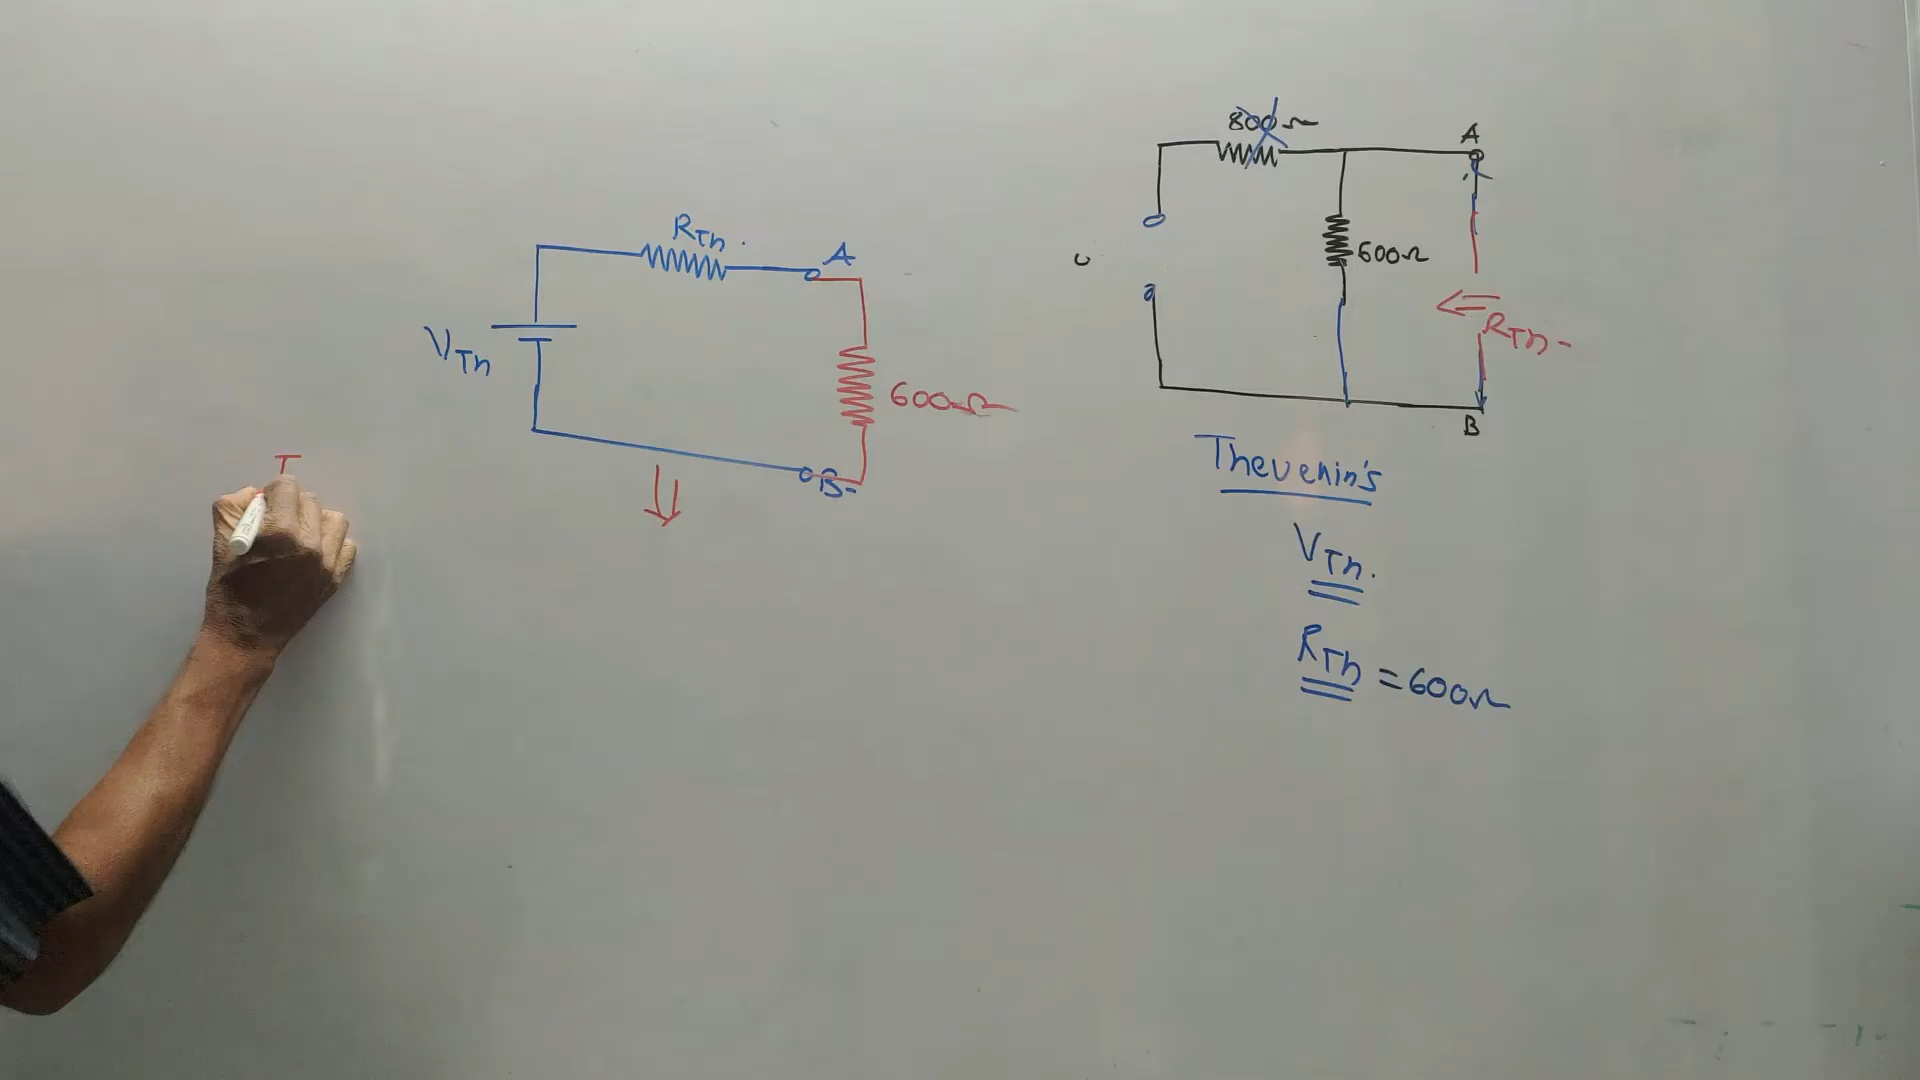 RTh.
A
VTh
600Ω
B-
I
800Ω
A
600Ω
RTh-
B
Thevenin's
VTh.
RTh = 600Ω